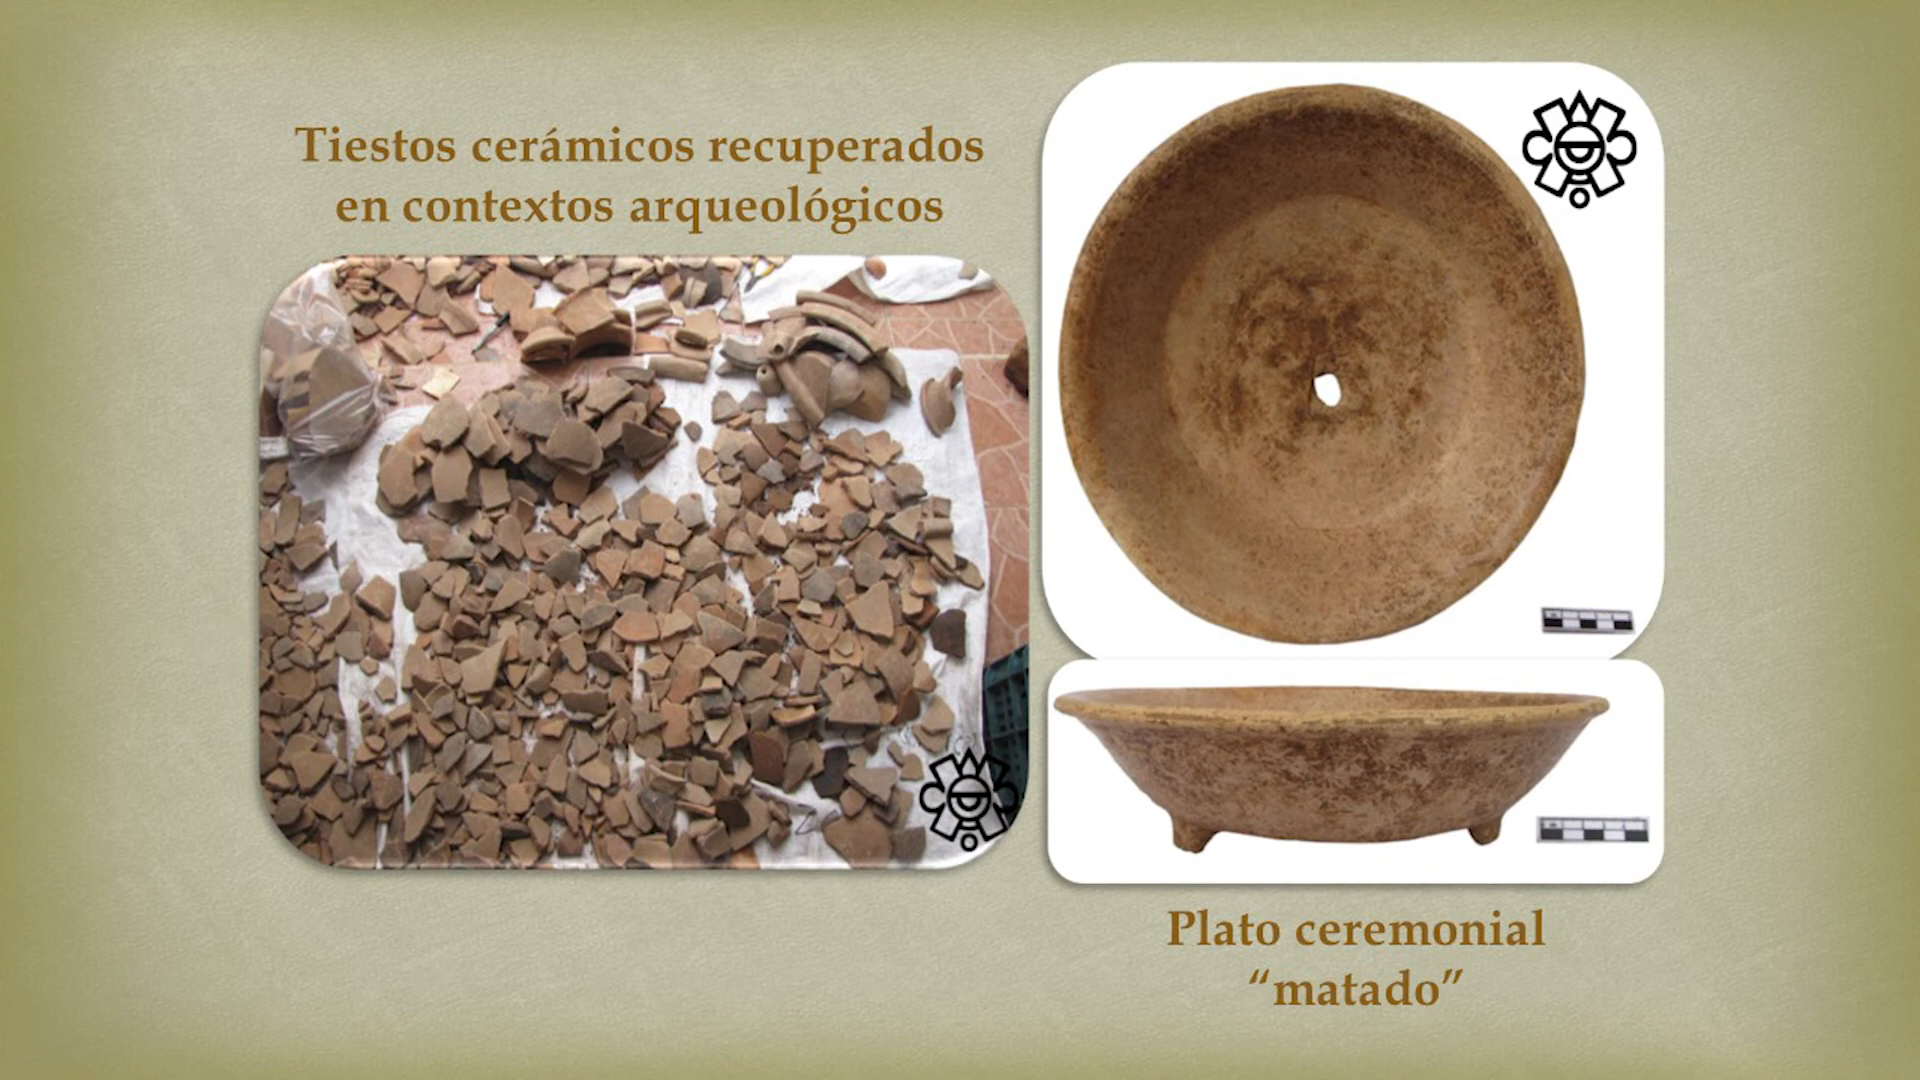 Tiestos cerámicos recuperados
en contextos arqueológicos
Plato ceremonial
“matado”